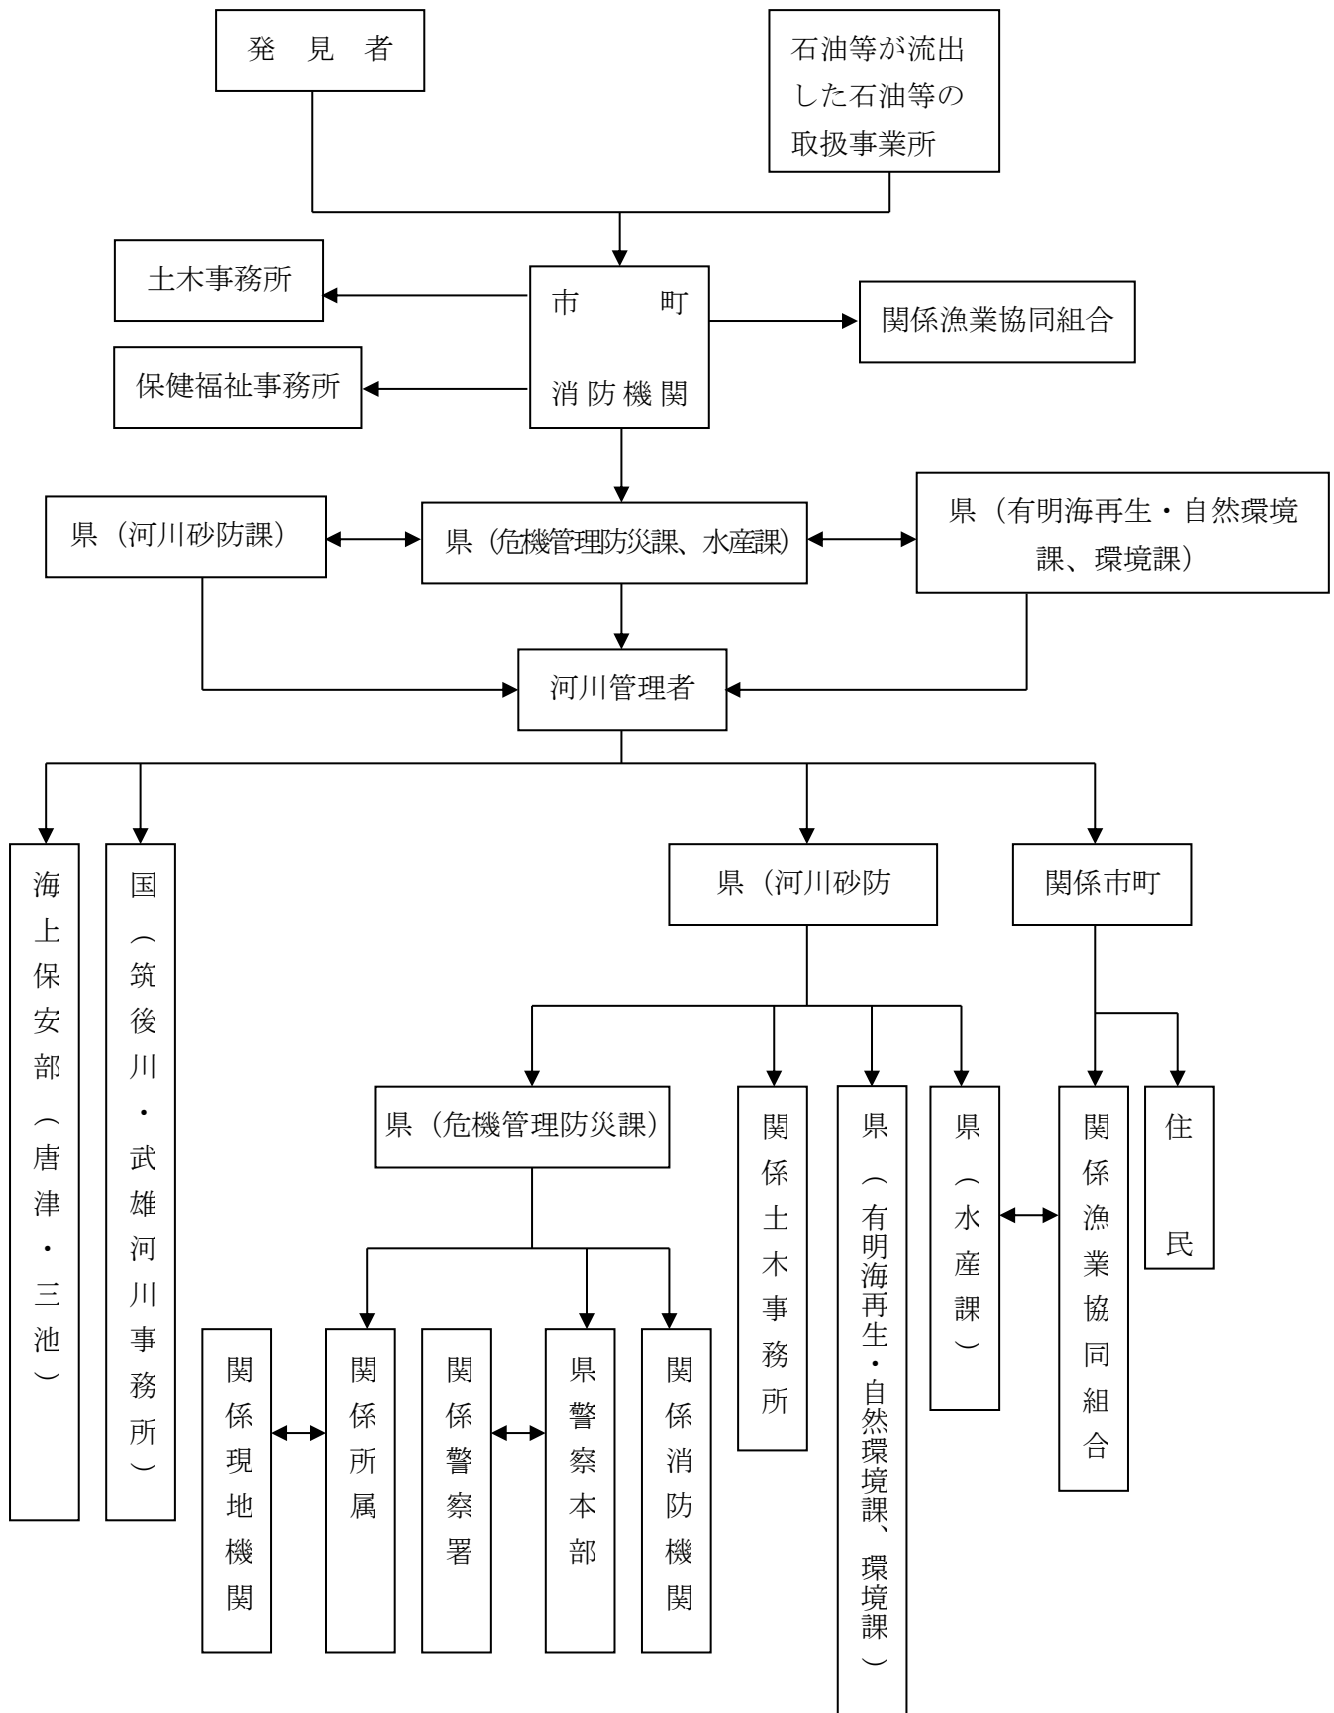 発　見　者
石油等が流出
した石油等の
取扱事業所
土木事務所
市　　　町
消防機関
関係漁業協同組合
保健福祉事務所
県（河川砂防課）
県（危機管理防災課、水産課）
県（有明海再生・自然環境
課、環境課）
河川管理者
海上保安部（唐津・三池）
国（筑後川・武雄河川事務所）
県（河川砂防
関係市町
県（危機管理防災課）
関係土木事務所
県（有明海再生・自然環境課、環境課）
県（水産課）
関係漁業協同組合
住　　民
関係現地機関
関係所属
関係警察署
県警察本部
関係消防機関